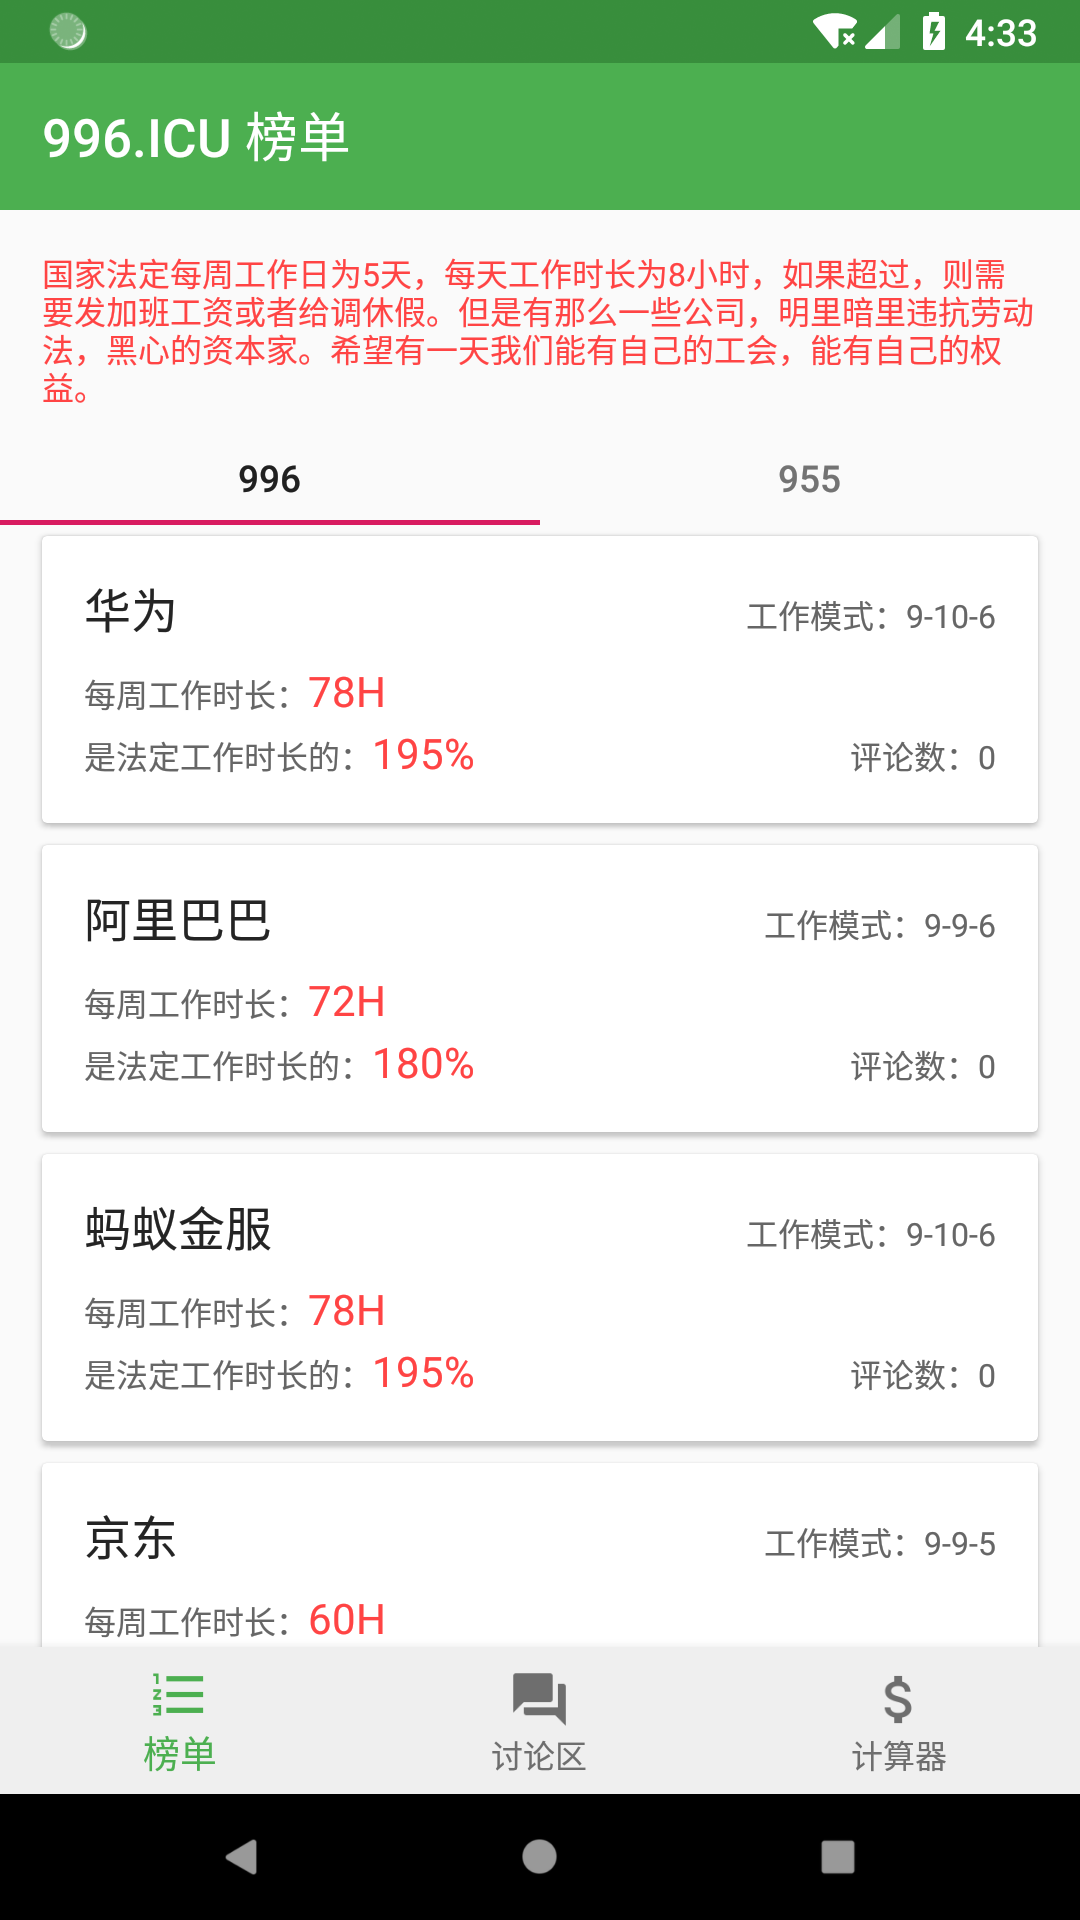 4:33
996.ICU 榜单
国家法定每周工作日为5天，每天工作时长为8小时，如果超过，则需
要发加班工资或者给调休假。但是有那么一些公司，明里暗里违抗劳动
法，黑心的资本家。希望有一天我们能有自己的工会，能有自己的权
益。
996 955
华为 工作模式：9-10-6
每周工作时长：78H
是法定工作时长的：195% 评论数：0
阿里巴巴 工作模式：9-9-6
每周工作时长：72H
是法定工作时长的：180% 评论数：0
蚂蚁金服 工作模式：9-10-6
每周工作时长：78H
是法定工作时长的：195% 评论数：0
京东 工作模式：9-9-5
每周工作时长：60H
榜单 讨论区 计算器